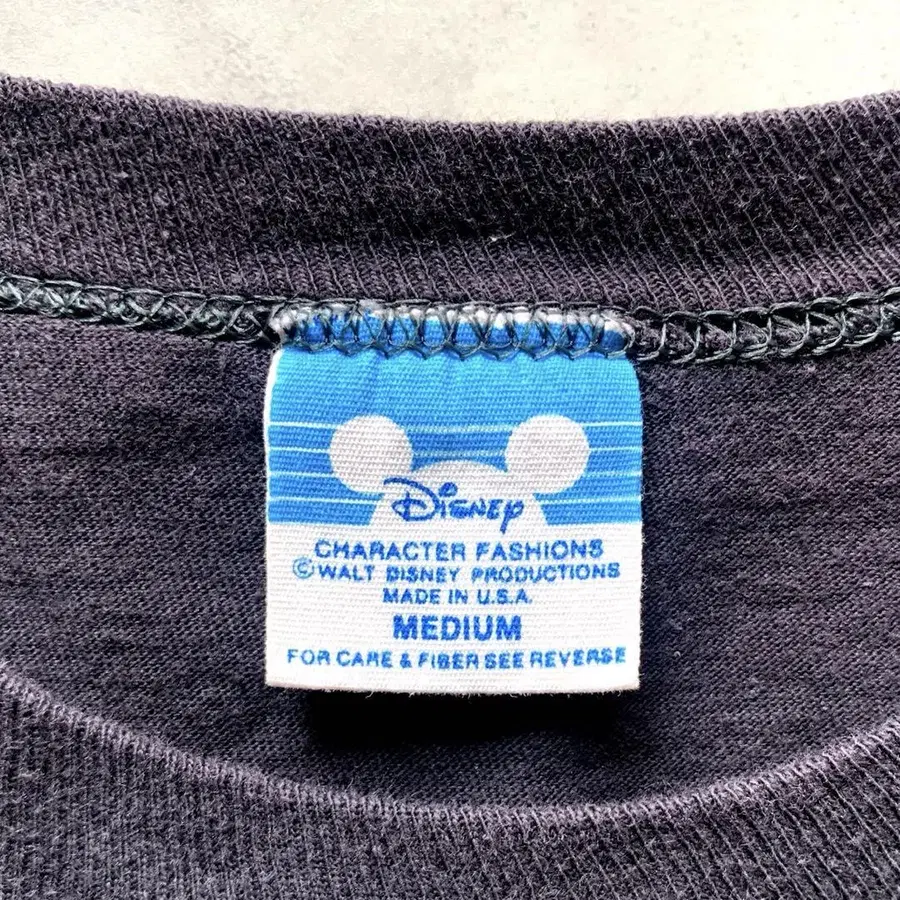 Disney
CHARACTER FASHIONS
© WALT DISNEY PRODUCTIONS
MADE IN U.S.A.
MEDIUM
FOR CARE & FIBER SEE REVERSE